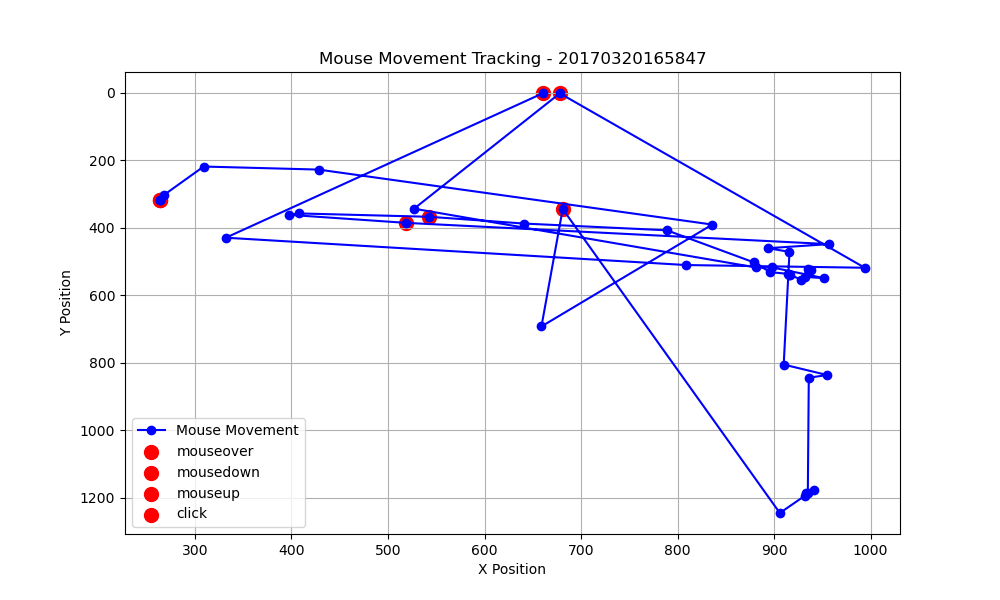 Mouse Movement Tracking - 20170320165847
Y Position
0
200
400
600
800
1000
1200
Mouse Movement
mouseover
mousedown
mouseup
click
300 400 500 600 700 800 900 1000
X Position